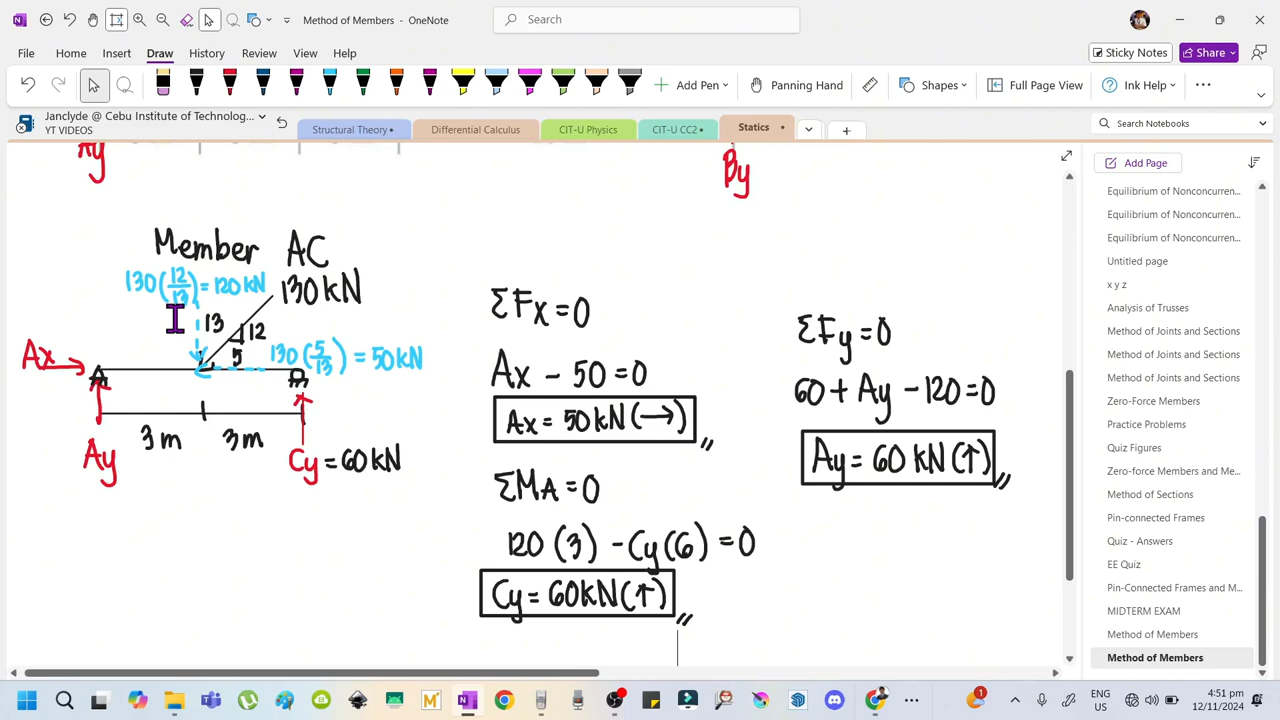 Method of Members - OneNote
Search
File Home Insert Draw History Review View Help
Sticky Notes
Share
Add Pen
Panning Hand
Shapes
Full Page View
Ink Help
Janclyde @ Cebu Institute of Technolog...
YT VIDEOS
Structural Theory
Differential Calculus
CIT-U Physics
CIT-U CC2
Statics
Search Notebooks
Add Page
Ay
By
Member AC
130(12/13) = 120 kN
130 kN
13
12
5
130(5/13) = 50 kN
Ax
3 m
3 m
Ay
Cy = 60 kN
ΣFx = 0
Ax - 50 = 0
Ax = 50 kN (→)
ΣMA = 0
120 (3) - Cy (6) = 0
Cy = 60 kN (↑)
ΣFy = 0
60 + Ay - 120 = 0
Ay = 60 kN (↑)
Equilibrium of Nonconcurren...
Equilibrium of Nonconcurren...
Equilibrium of Nonconcurren...
Untitled page
x y z
Analysis of Trusses
Method of Joints and Sections
Method of Joints and Sections
Method of Joints and Sections
Zero-Force Members
Practice Problems
Quiz Figures
Zero-force Members and Me...
Method of Sections
Pin-connected Frames
Quiz - Answers
EE Quiz
Pin-Connected Frames and M...
MIDTERM EXAM
Method of Members
Method of Members
1
ENG
US
4:51 pm
12/11/2024